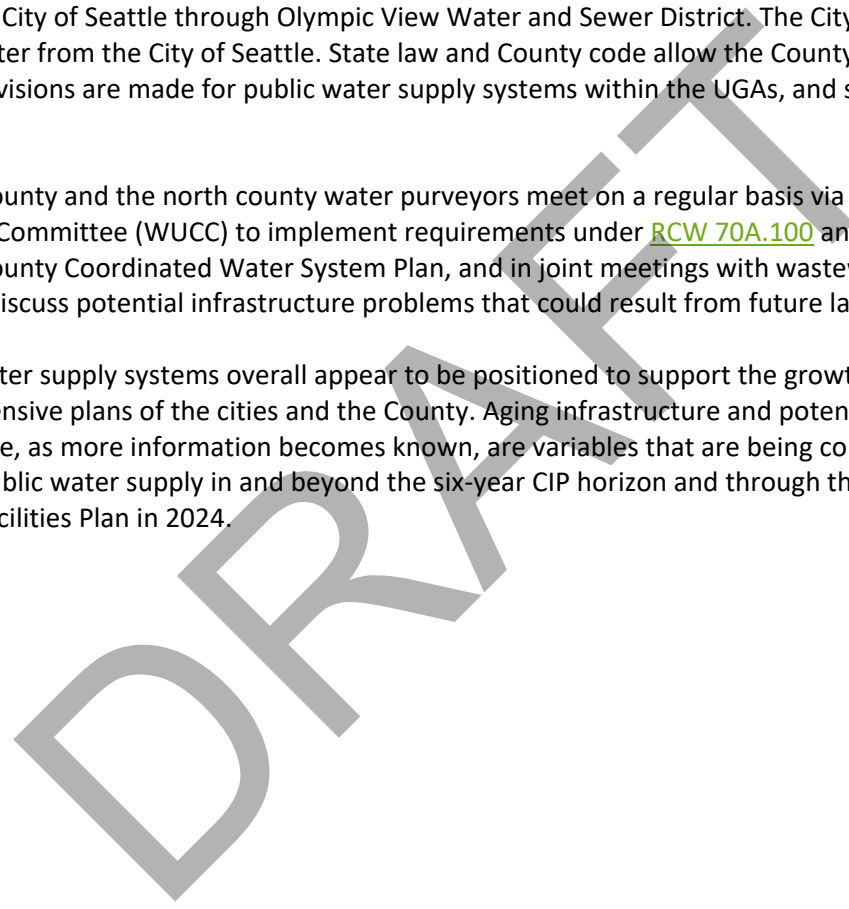 City of Seattle through Olympic View Water and Sewer District. The City
ter from the City of Seattle. State law and County code allow the County
visions are made for public water supply systems within the UGAs, and s
ounty and the north county water purveyors meet on a regular basis via
Committee (WUCC) to implement requirements under RCW 70A.100 an
ounty Coordinated Water System Plan, and in joint meetings with wastew
iscuss potential infrastructure problems that could result from future la
ter supply systems overall appear to be positioned to support the growt
ensive plans of the cities and the County. Aging infrastructure and poten
e, as more information becomes known, are variables that are being co
blic water supply in and beyond the six-year CIP horizon and through th
cilities Plan in 2024.
DRAFT